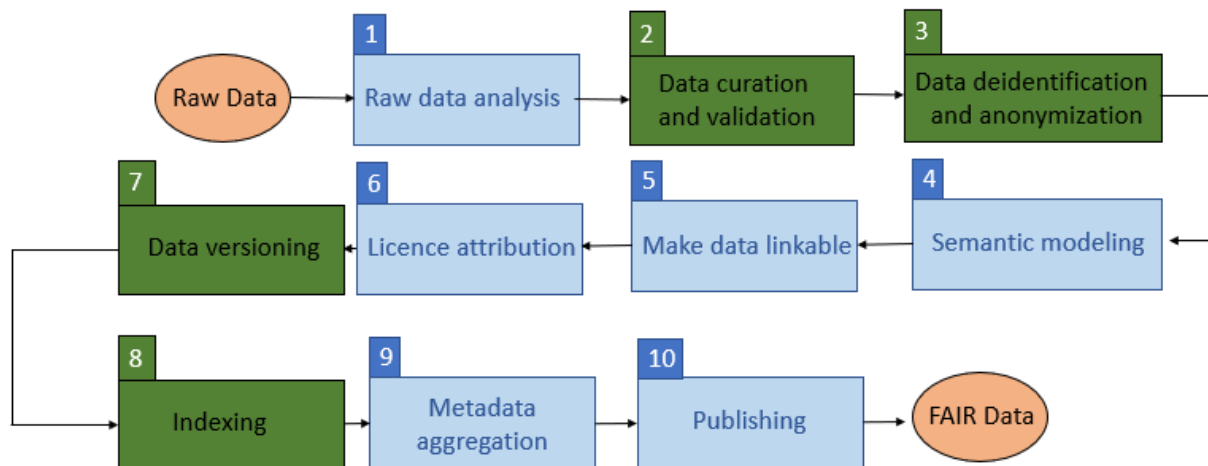 1
2
3
Raw Data
Raw data analysis
Data curation
and validation
Data deidentification
and anonymization
7
6
5
4
Data versioning
Licence attribution
Make data linkable
Semantic modeling
8
9
10
Indexing
Metadata
aggregation
Publishing
FAIR Data